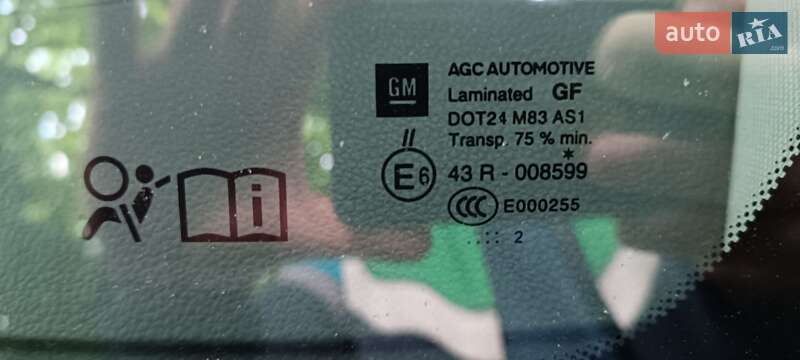 auto RIA
.com
GM
AGC AUTOMOTIVE
Laminated GF
DOT24 M83 AS1
Transp. 75 % min.
//
E6 43 R - 008599
*
CCC E000255
..:: 2
i